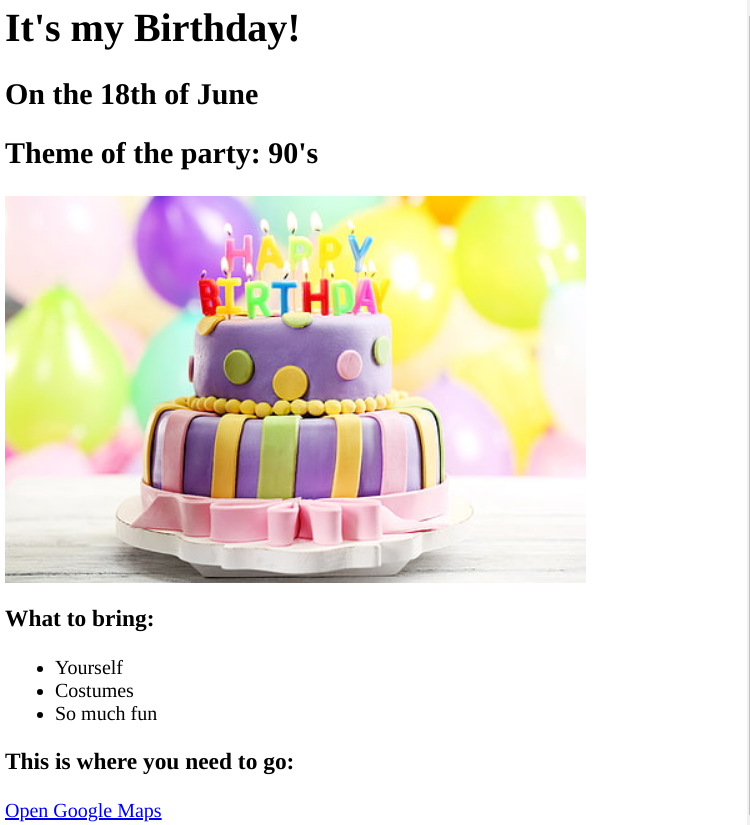 It's my Birthday!
On the 18th of June
Theme of the party: 90's
HAPPY
BIRTHDAY
What to bring:
Yourself
Costumes
So much fun
This is where you need to go:
Open Google Maps